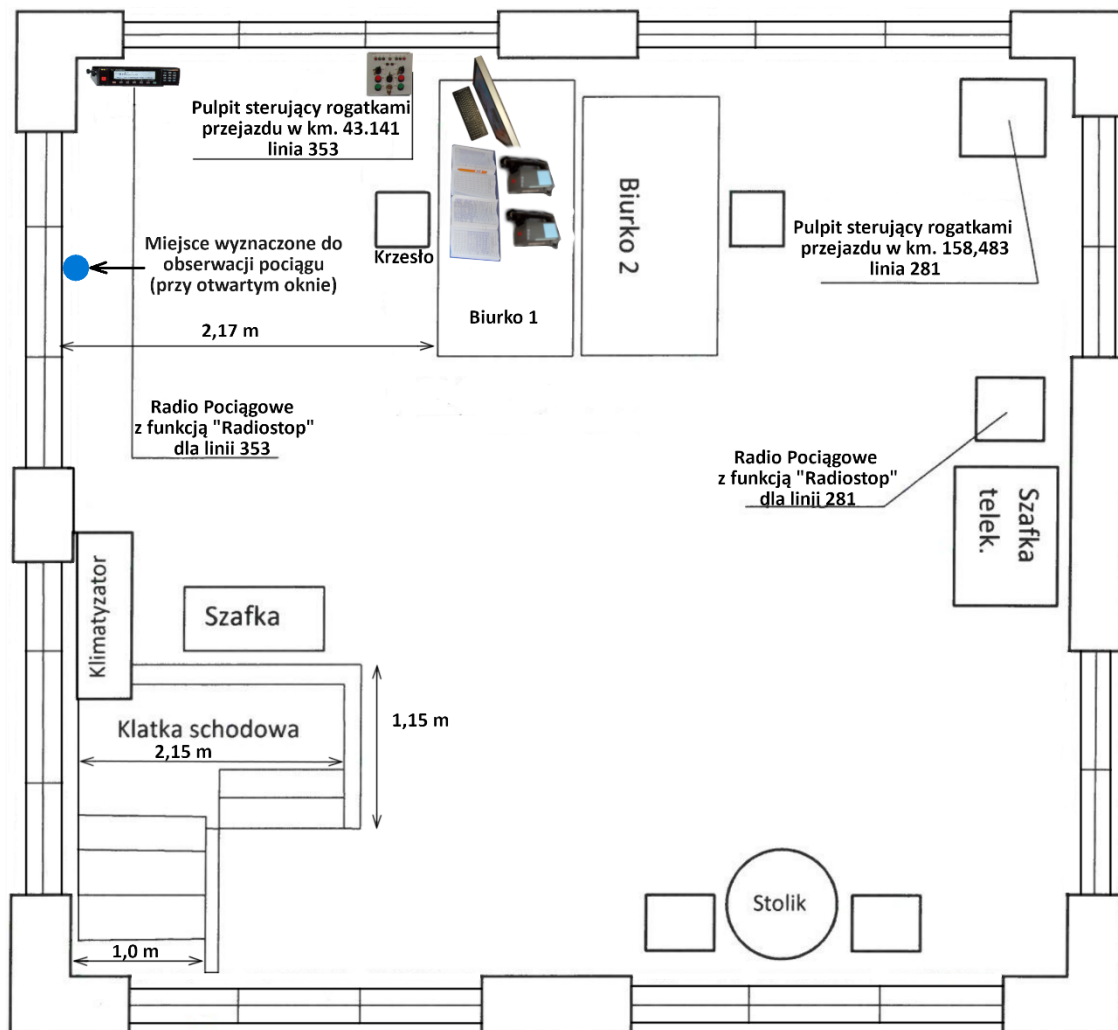 Pulpit sterujący rogatkami
przejazdu w km. 43.141
linia 353
Krzesło
Miejsce wyznaczone do
obserwacji pociągu
(przy otwartym oknie)
2,17 m
Biurko 1
Biurko 2
Pulpit sterujący rogatkami
przejazdu w km. 158,483
linia 281
Radio Pociągowe
z funkcją "Radiostop"
dla linii 353
Radio Pociągowe
z funkcją "Radiostop"
dla linii 281
Szafka
telek.
Klimatyzator
Szafka
Klatka schodowa
2,15 m
1,15 m
1,0 m
Stolik